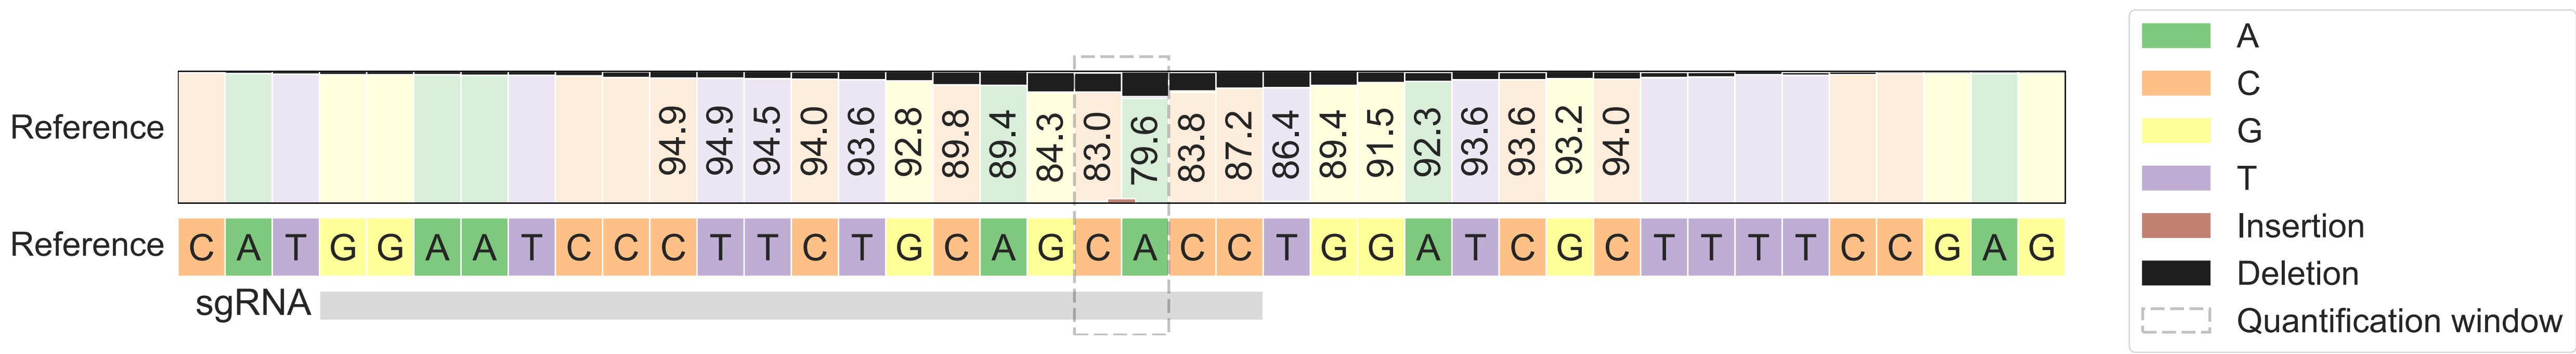 Reference 94.9 94.9 94.5 94.0 93.6 92.8 89.8 89.4 84.3 83.0 79.6 83.8 87.2 86.4 89.4 91.5 92.3 93.6 93.6 93.2 94.0
Reference C A T G G A A T C C C T T C T G C A G C A C C T G G A T C G C T T T T C C G A G
sgRNA
A
C
G
T
Insertion
Deletion
Quantification window